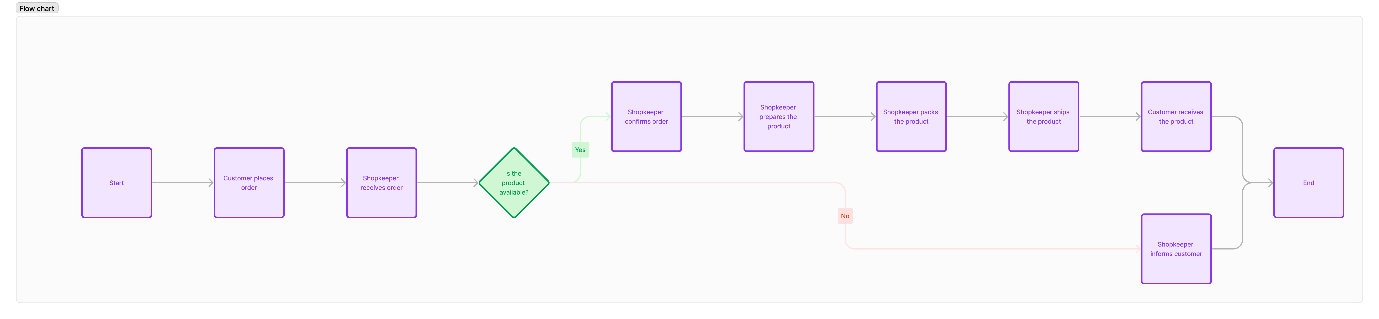 Flow chart
Start
Customer places
order
Shopkeeper
receives order
Is the
product
available?
Yes
No
Shopkeeper
confirms order
Shopkeeper
prepares the
product
Shopkeeper packs
the product
Shopkeeper ships
the product
Customer receives
the product
Shopkeeper
informs customer
End